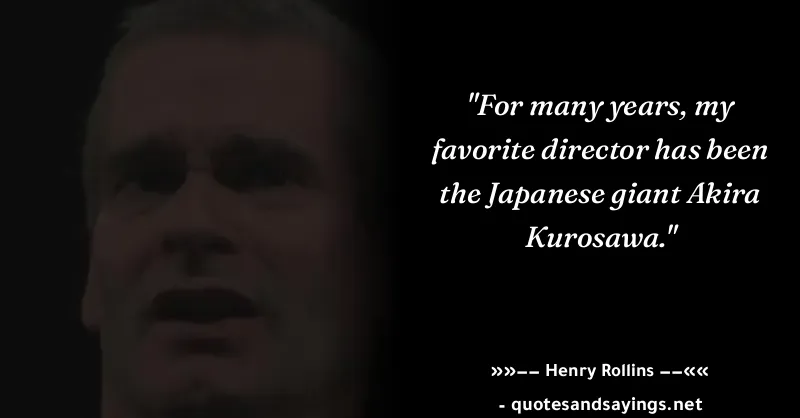 "For many years, my
favorite director has been
the Japanese giant Akira
Kurosawa."
»»–– Henry Rollins ––««
- quotesandsayings.net